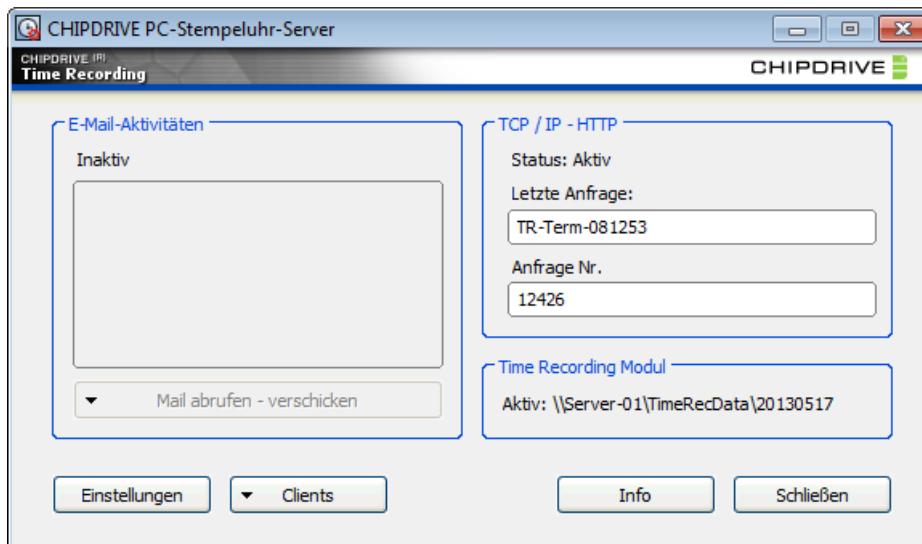 CHIPDRIVE PC-Stempeluhr-Server
CHIPDRIVE (R)
Time Recording
CHIPDRIVE
E-Mail-Aktivitäten
Inaktiv
Mail abrufen - verschicken
TCP / IP - HTTP
Status: Aktiv
Letzte Anfrage:
TR-Term-081253
Anfrage Nr.
12426
Time Recording Modul
Aktiv: \\Server-01\TimeRecData\20130517
Einstellungen
Clients
Info
Schließen